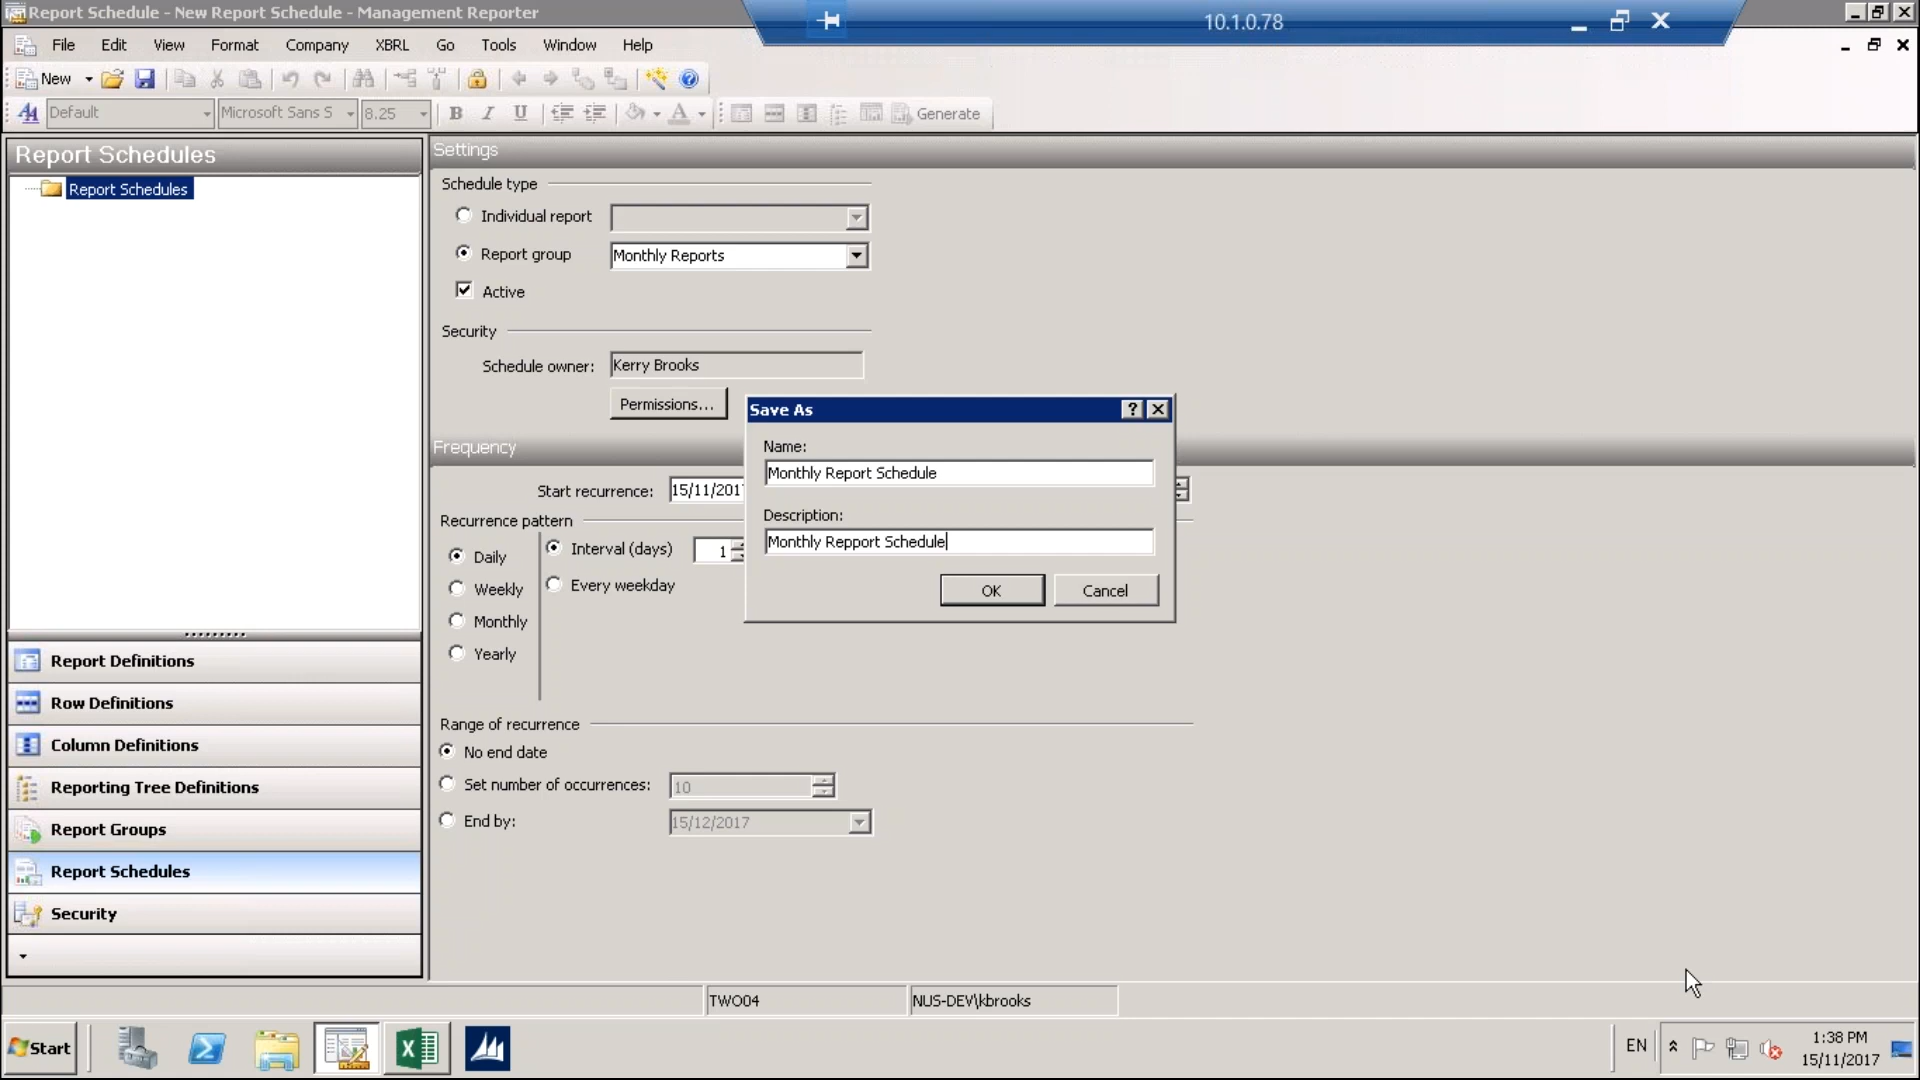 Report Schedule - New Report Schedule - Management Reporter
10.1.0.78
File Edit View Format Company XBRL Go Tools Window Help
New
Default Microsoft Sans S 8.25 B I U A Generate
Report Schedules
Report Schedules
Settings
Schedule type
Individual report
Report group Monthly Reports
Active
Security
Schedule owner: Kerry Brooks
Permissions...
Save As
Name:
Monthly Report Schedule
Description:
Monthly Repport Schedule
OK Cancel
Frequency
Start recurrence: 15/11/201
Recurrence pattern
Daily
Weekly
Monthly
Yearly
Interval (days) 1
Every weekday
Range of recurrence
No end date
Set number of occurrences: 10
End by: 15/12/2017
Report Definitions
Row Definitions
Column Definitions
Reporting Tree Definitions
Report Groups
Report Schedules
Security
TWO04 NUS-DEV\kbrooks
Start
EN
1:38 PM
15/11/2017